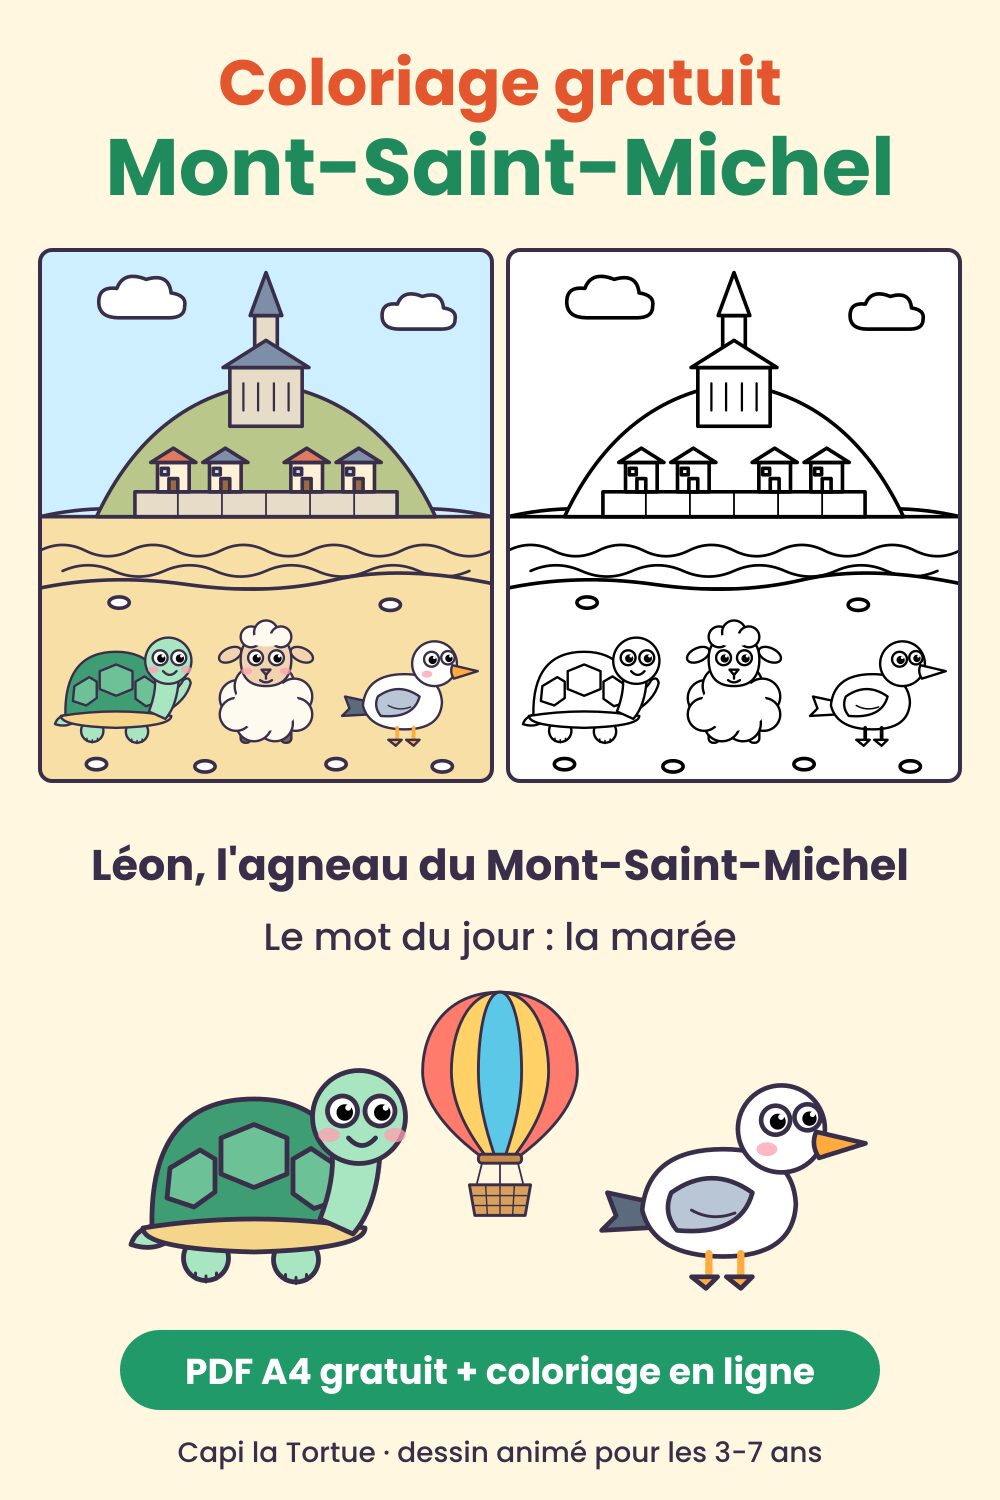 Coloriage gratuit
Mont-Saint-Michel
Léon, l'agneau du Mont-Saint-Michel
Le mot du jour : la marée
PDF A4 gratuit + coloriage en ligne
Capi la Tortue · dessin animé pour les 3-7 ans